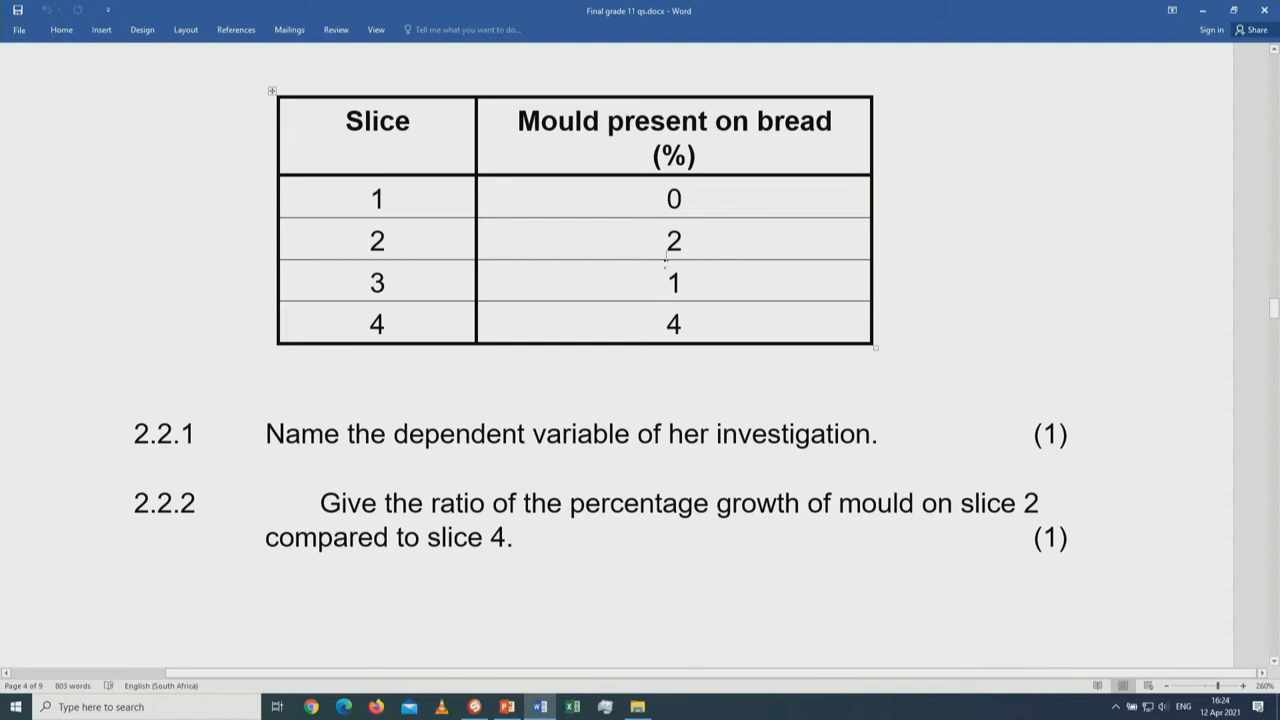 Final grade 11 qs.docx - Word
File Home Insert Design Layout References Mailings Review View Tell me what you want to do... Sign in Share
Slice Mould present on bread
(%)
1 0
2 2
3 1
4 4
2.2.1 Name the dependent variable of her investigation. (1)
2.2.2 Give the ratio of the percentage growth of mould on slice 2
compared to slice 4. (1)
Page 4 of 9 803 words English (South Africa) 260%
Type here to search ENG 16:24
12 Apr 2021